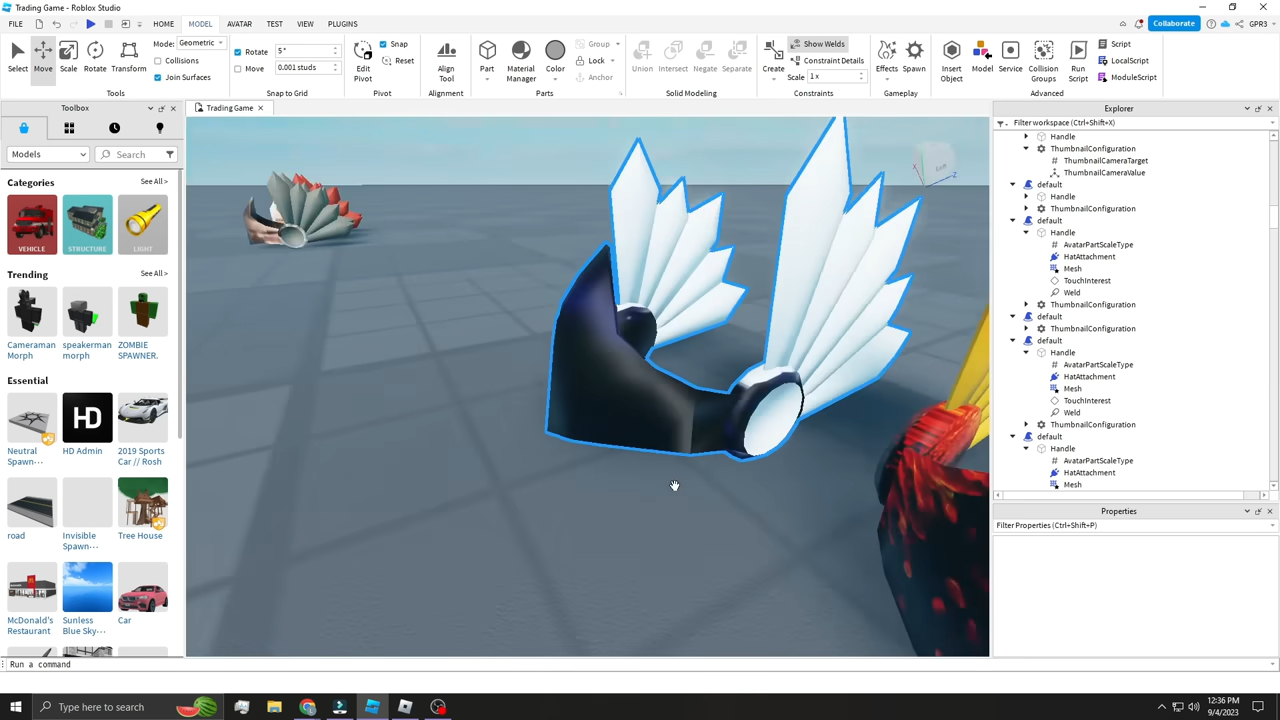 Trading Game - Roblox Studio
FILE
HOME
MODEL
AVATAR
TEST
VIEW
PLUGINS
Collaborate
GPR3
Select
Move
Scale
Rotate
Transform
Mode: Geometric
Collisions
Join Surfaces
Tools
Rotate
5 °
Move
0.001 studs
Snap to Grid
Edit
Pivot
Snap
Reset
Pivot
Align
Tool
Alignment
Part
Material
Manager
Color
Group
Lock
Anchor
Parts
Union
Intersect
Negate
Separate
Solid Modeling
Create
Show Welds
Constraint Details
Scale 1 x
Constraints
Effects
Spawn
Gameplay
Insert
Object
Model
Service
Collision
Groups
Run
Script
Script
LocalScript
ModuleScript
Advanced
Toolbox
Models
Search
Categories
See All >
VEHICLE
STRUCTURE
LIGHT
Trending
See All >
Cameraman
Morph
speakerman
morph
ZOMBIE
SPAWNER.
Essential
Neutral
Spawn···
HD
HD Admin
2019 Sports
Car // Rosh
road
Invisible
Spawn···
Tree House
McDonald's
Restaurant
Sunless
Blue Sky···
Car
Trading Game
Left
X
Z
Explorer
Filter workspace (Ctrl+Shift+X)
Handle
ThumbnailConfiguration
ThumbnailCameraTarget
ThumbnailCameraValue
default
Handle
ThumbnailConfiguration
default
Handle
AvatarPartScaleType
HatAttachment
Mesh
TouchInterest
Weld
ThumbnailConfiguration
default
ThumbnailConfiguration
default
Handle
AvatarPartScaleType
HatAttachment
Mesh
TouchInterest
Weld
ThumbnailConfiguration
default
Handle
AvatarPartScaleType
HatAttachment
Mesh
Properties
Filter Properties (Ctrl+Shift+P)
Run a command
Type here to search
12:36 PM
9/4/2023